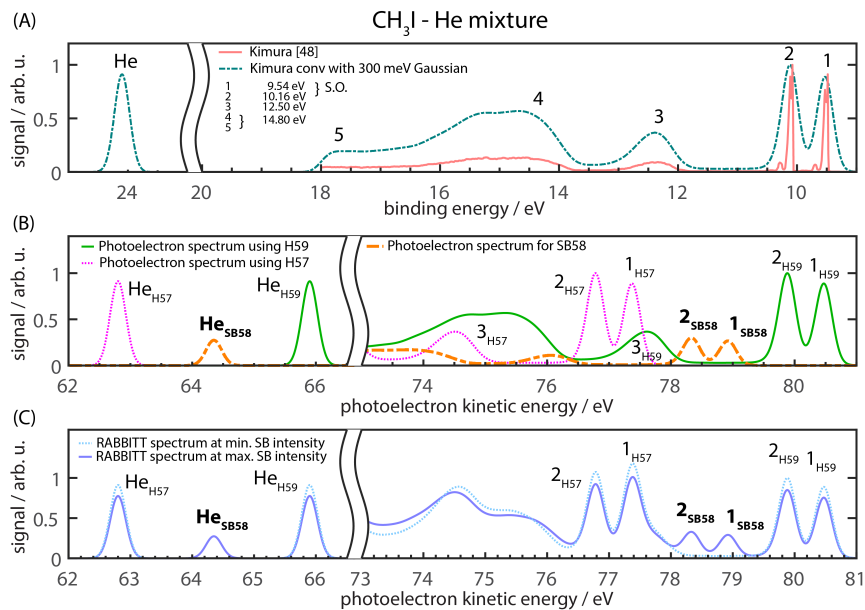 CH3I - He mixture
(A)
signal / arb. u.
1
0.5
0
He
Kimura [48]
Kimura conv with 300 meV Gaussian
1 9.54 eV } S.O.
2 10.16 eV
3 12.50 eV
4 } 14.80 eV
5
5
4
3
2
1
24 20 18 16 14 12 10
binding energy / eV
(B)
signal / arb. u.
1
0.5
0
Photoelectron spectrum using H59
Photoelectron spectrum using H57
Photoelectron spectrum for SB58
HeH57
HeSB58
HeH59
3H57
2H57
1H57
3H59
2SB58
1SB58
2H59
1H59
62 64 66 74 76 78 80
photoelectron kinetic energy / eV
(C)
signal / arb. u.
1
0.5
0
RABBITT spectrum at min. SB intensity
RABBITT spectrum at max. SB intensity
HeH57
HeSB58
HeH59
2H57
1H57
2SB58
1SB58
2H59
1H59
62 63 64 65 66 73 74 75 76 77 78 79 80 81
photoelectron kinetic energy / eV